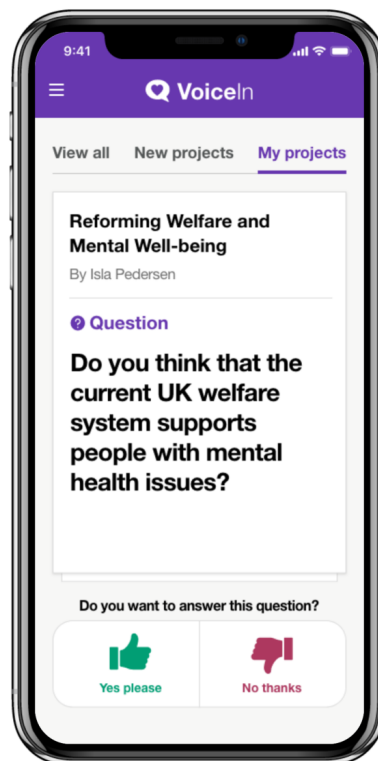 9:41
VoiceIn
View all New projects My projects
Reforming Welfare and
Mental Well-being
By Isla Pedersen
? Question
Do you think that the
current UK welfare
system supports
people with mental
health issues?
Do you want to answer this question?
Yes please No thanks